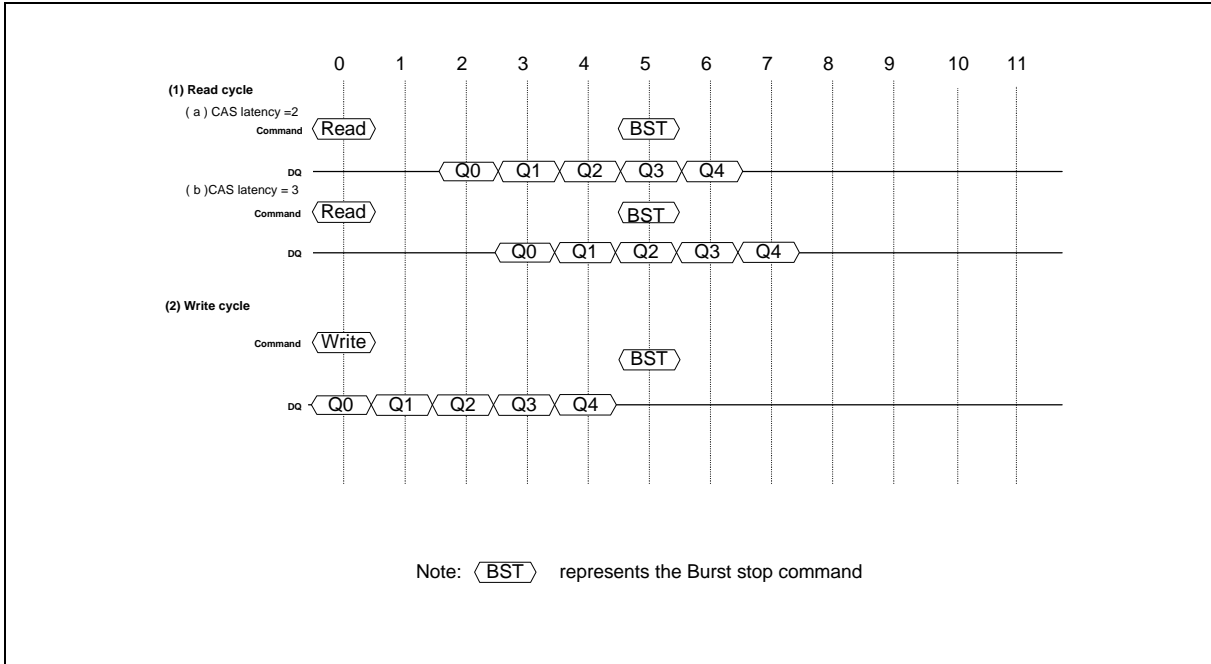 0 1 2 3 4 5 6 7 8 9 10 11
(1) Read cycle
( a ) CAS latency =2
Command Read BST
DQ Q0 Q1 Q2 Q3 Q4
( b )CAS latency = 3
Command Read BST
DQ Q0 Q1 Q2 Q3 Q4
(2) Write cycle
Command Write BST
DQ Q0 Q1 Q2 Q3 Q4
Note: BST represents the Burst stop command